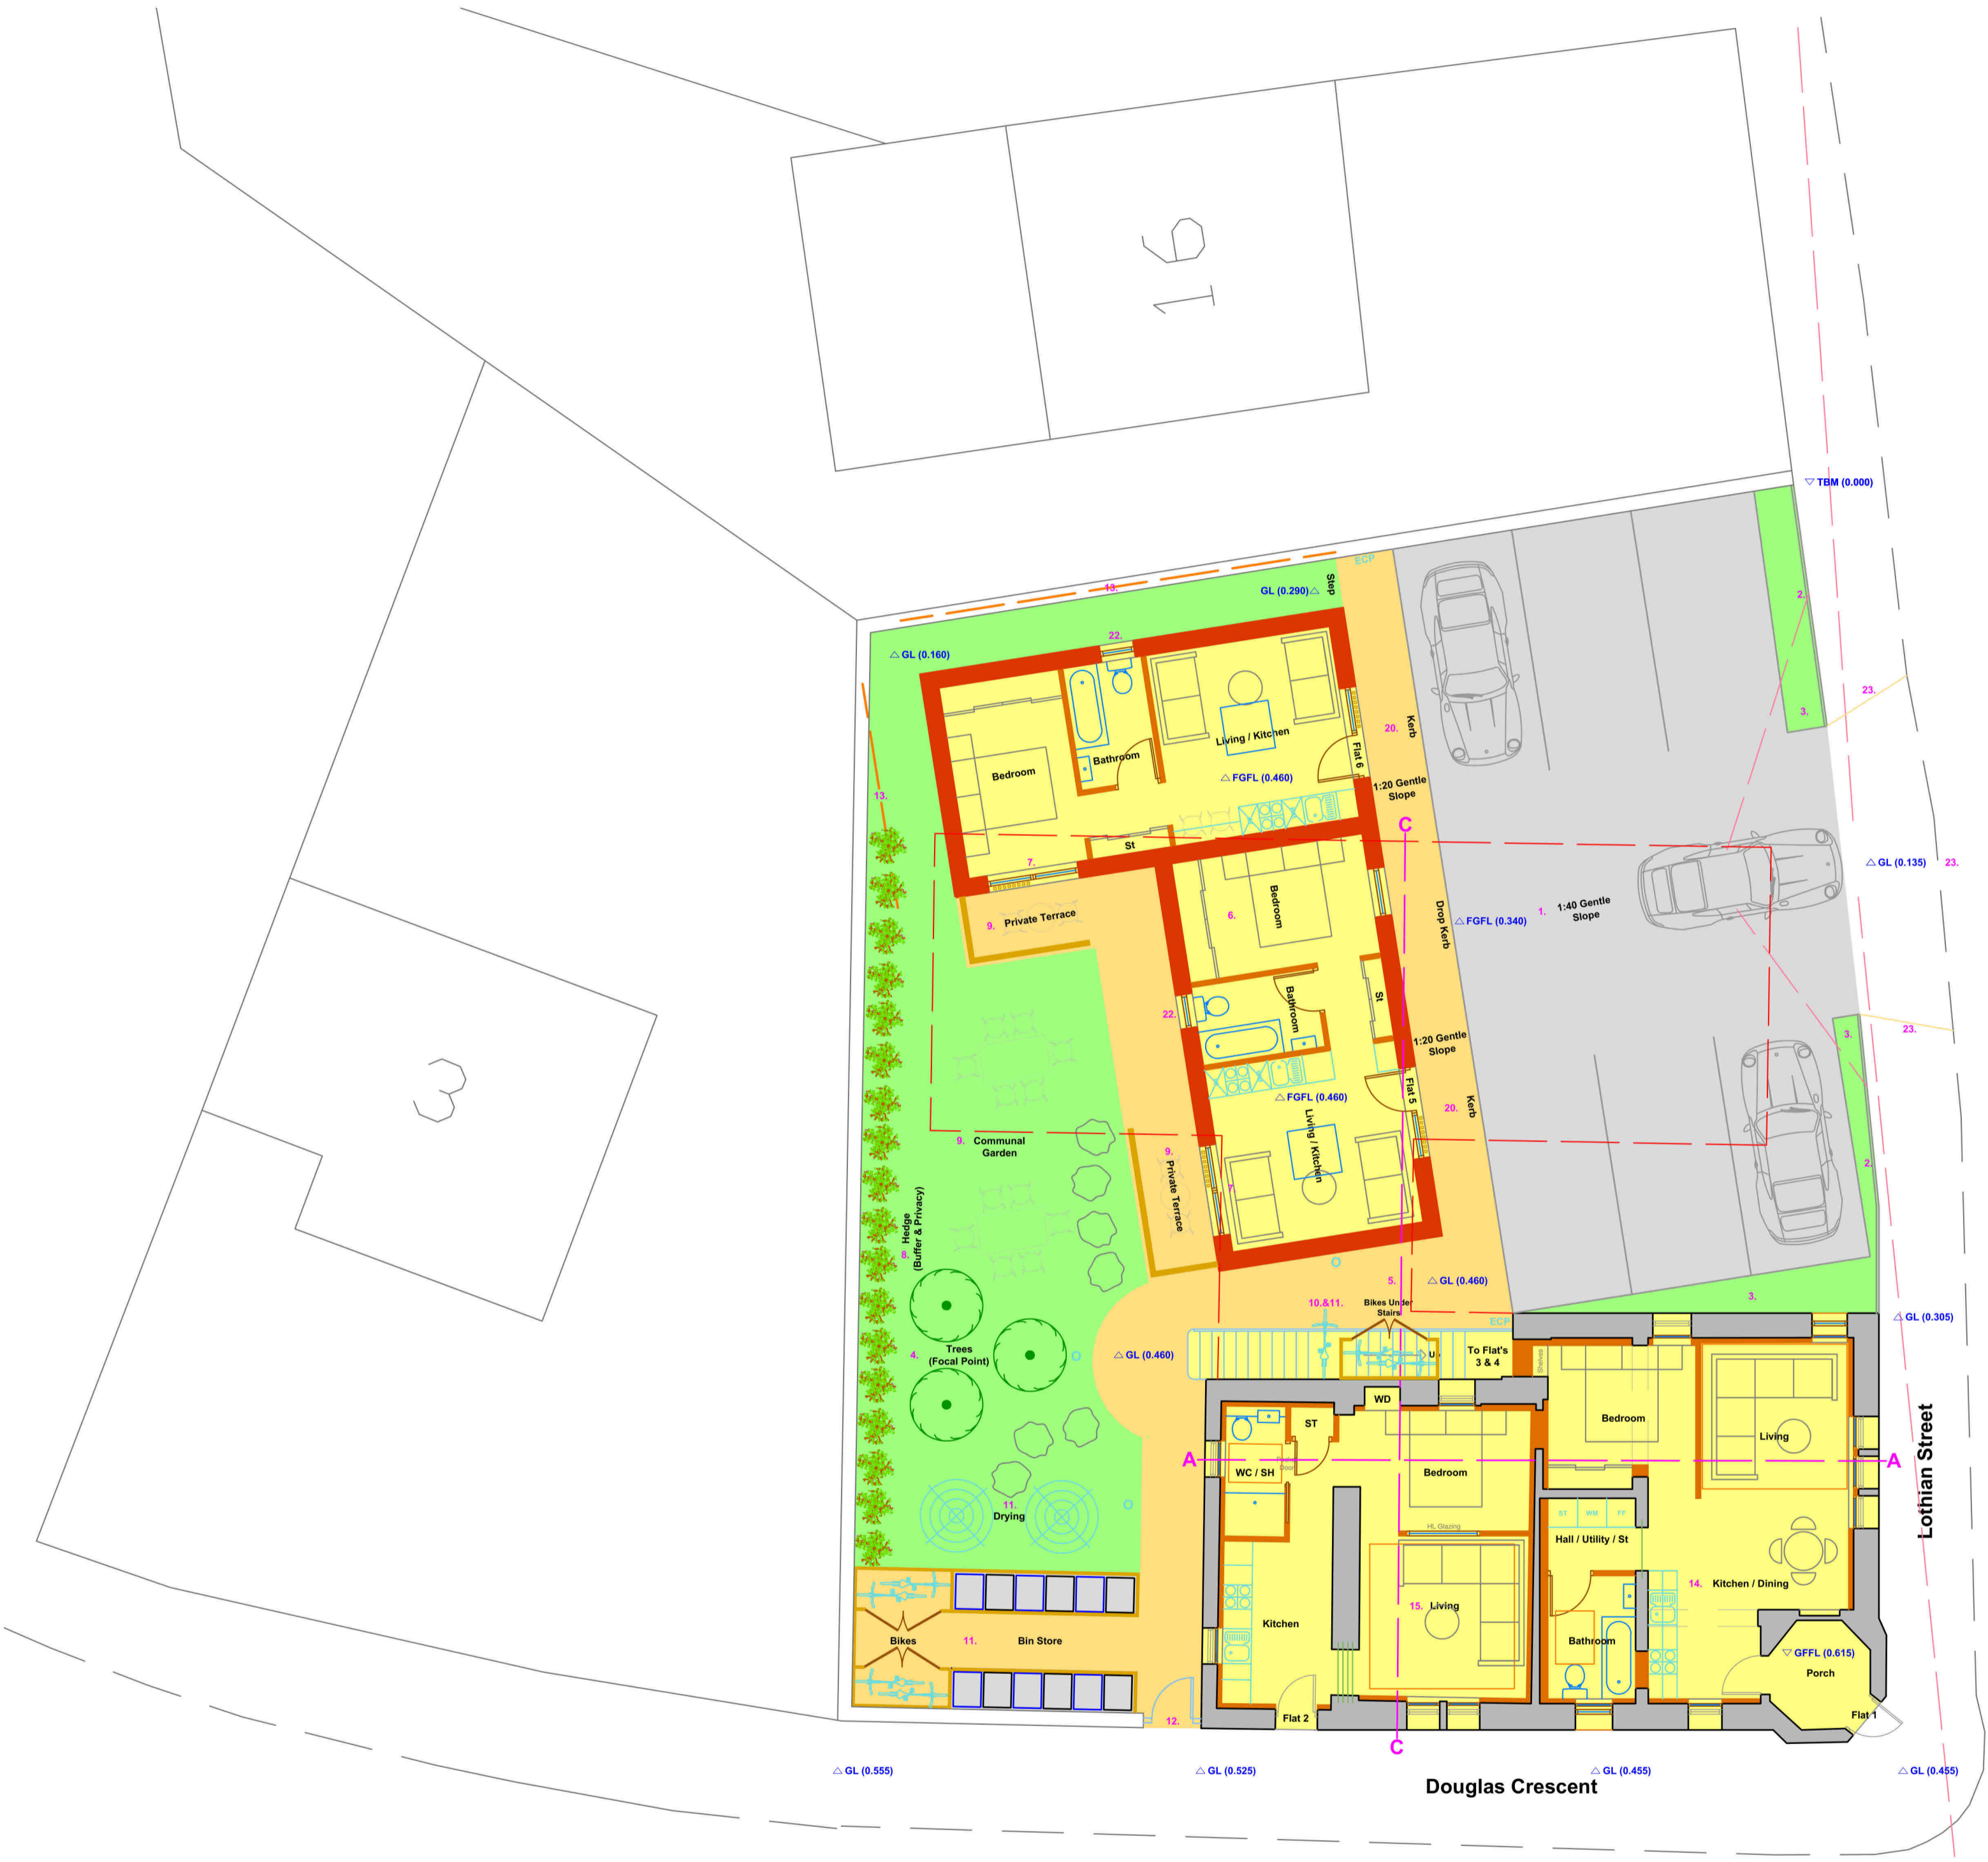 16
TBM (0.000)
ECP
Step
GL (0.290)
13.
2.
22.
GL (0.160)
23.
3.
20.
Kerb
Living / Kitchen
Flat 6
Bathroom
Bedroom
FGFL (0.460)
1:20 Gentle
Slope
13.
C
St
7.
GL (0.135)
23.
Private Terrace
9.
6.
Bedroom
Drop Kerb
FGFL (0.340)
1.
1:40 Gentle
Slope
St
Bathroom
22.
23.
3.
1:20 Gentle
Slope
3
FGFL (0.460)
Flat 5
20.
Kerb
9.
Communal
Garden
Living / Kitchen
9.
Private Terrace
7.
2.
Hedge
(Buffer & Privacy)
8.
5.
GL (0.460)
3.
10.&11.
Bikes Under
Stairs
ECP
GL (0.305)
4.
Trees
(Focal Point)
GL (0.460)
To Flat's
3 & 4
Shelves
WD
ST
Bedroom
Living
A
WC / SH
Bedroom
A
Lothian Street
11.
Drying
ST
WM
FF
HL Glazing
Hall / Utility / St
14.
Kitchen / Dining
15.
Living
Kitchen
Bikes
11.
Bin Store
Bathroom
GFFL (0.615)
Porch
12.
Flat 2
Flat 1
C
GL (0.555)
GL (0.525)
GL (0.455)
GL (0.455)
Douglas Crescent